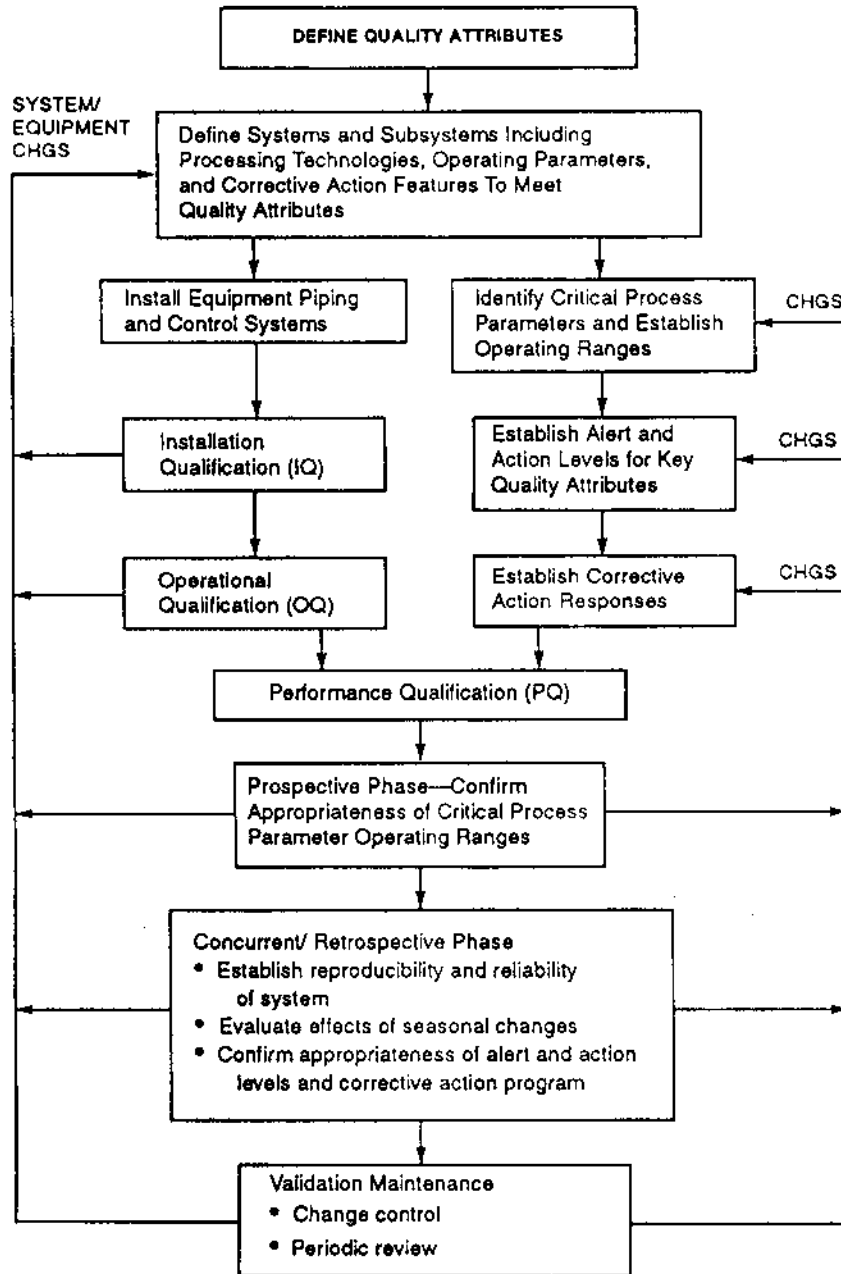 DEFINE QUALITY ATTRIBUTES
SYSTEM/
EQUIPMENT
CHGS
Define Systems and Subsystems Including
Processing Technologies, Operating Parameters,
and Corrective Action Features To Meet
Quality Attributes
Install Equipment Piping
and Control Systems
Identify Critical Process
Parameters and Establish
Operating Ranges
CHGS
Installation
Qualification (IQ)
Establish Alert and
Action Levels for Key
Quality Attributes
CHGS
Operational
Qualification (OQ)
Establish Corrective
Action Responses
CHGS
Performance Qualification (PQ)
Prospective Phase—Confirm
Appropriateness of Critical Process
Parameter Operating Ranges
Concurrent/ Retrospective Phase
• Establish reproducibility and reliability
of system
• Evaluate effects of seasonal changes
• Confirm appropriateness of alert and action
levels and corrective action program
Validation Maintenance
• Change control
• Periodic review